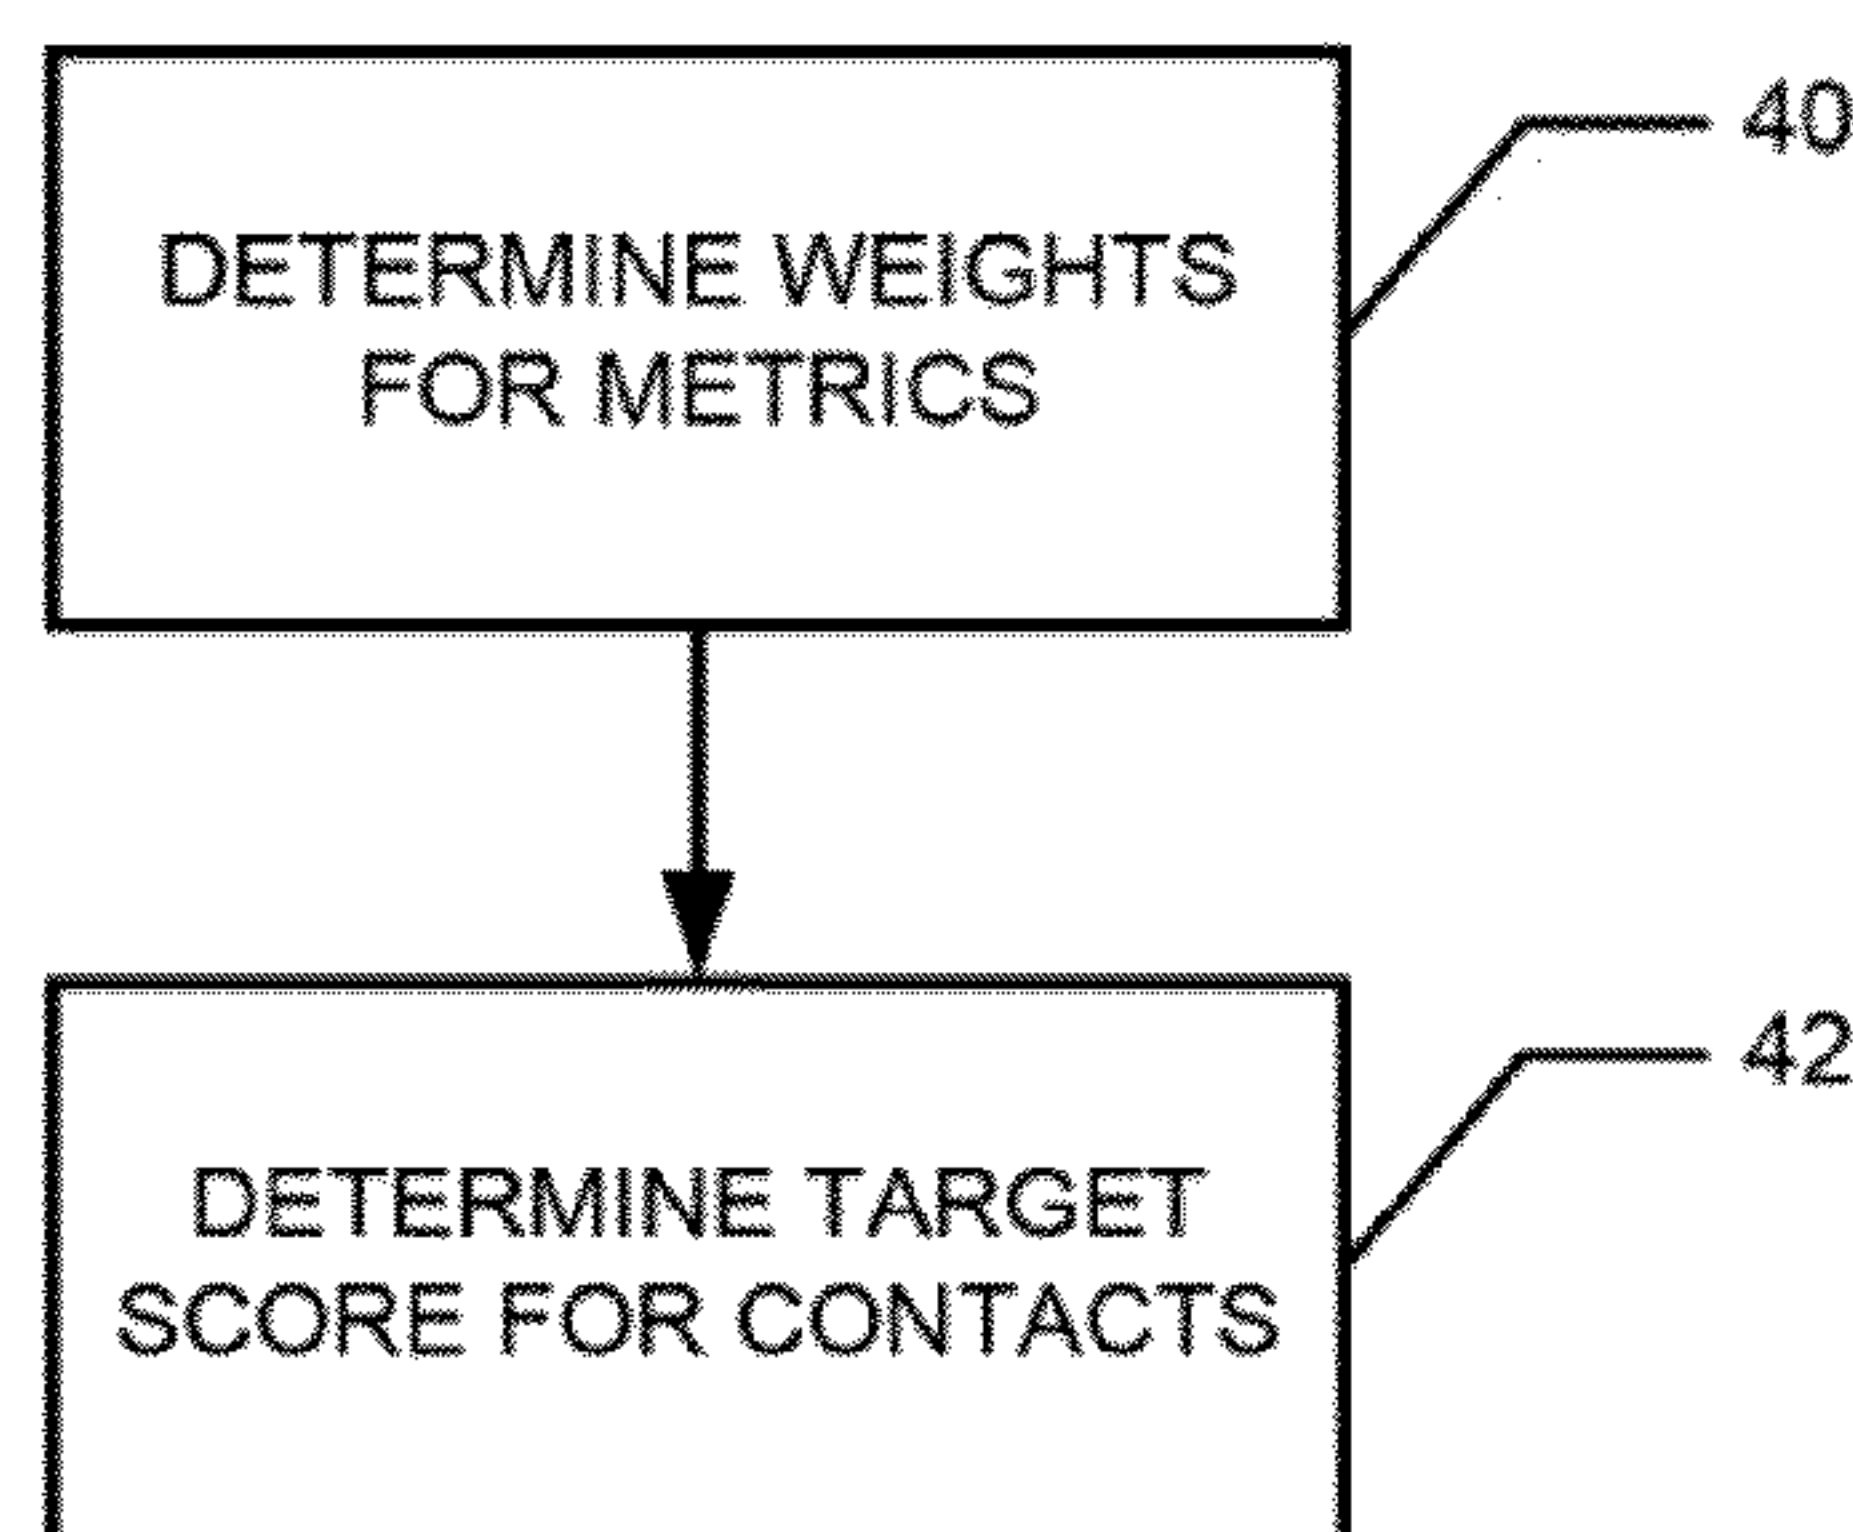 40
DETERMINE WEIGHTS
FOR METRICS
42
DETERMINE TARGET
SCORE FOR CONTACTS